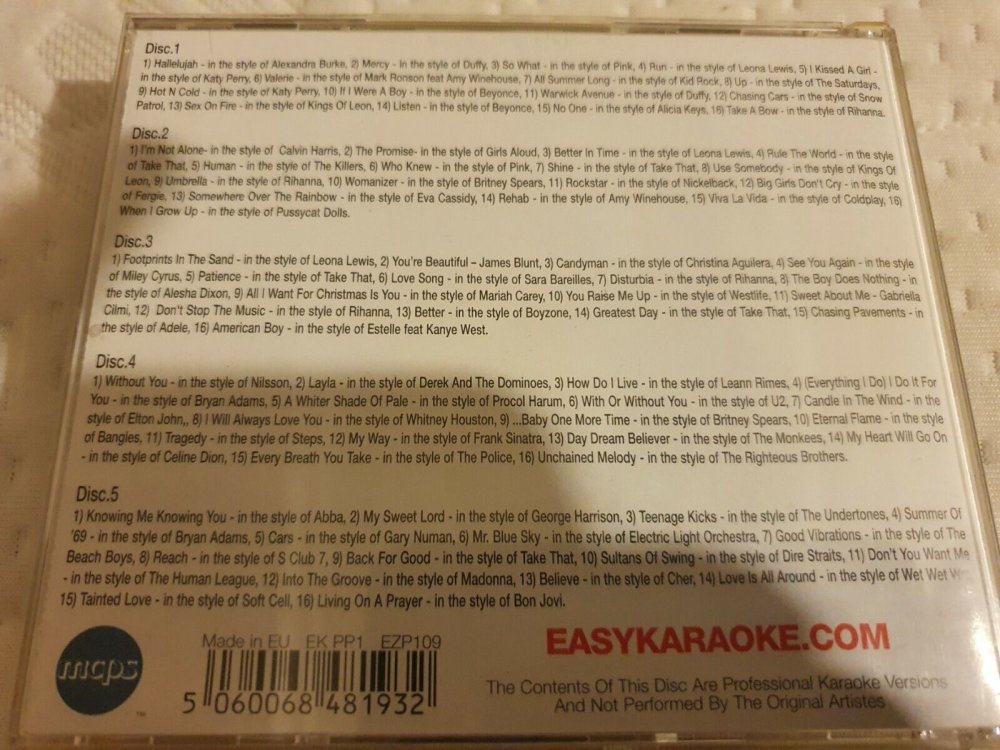 Disc.1
1) Hallelujah - in the style of Alexandra Burke, 2) Mercy - In the style of Duffy, 3) So What - in the style of Pink, 4) Run - in the style of Leona Lewis, 5) I Kissed A Girl -
in the style of Katy Perry, 6) Valerie - in the style of Mark Ronson feat Amy Winehouse, 7) All Summer Long - in the style of Kid Rock, 8) Up - in the style of The Saturdays,
9) Hot N Cold - in the style of Katy Perry, 10) If I Were A Boy - in the style of Beyonce, 11) Warwick Avenue - in the style of Duffy, 12) Chasing Cars - in the style of Snow
Patrol, 13) Sex On Fire - in the style of Kings Of Leon, 14) Listen - in the style of Beyonce, 15) No One - in the style of Alicia Keys, 16) Take A Bow - in the style of Rihanna.
Disc.2
1) I'm Not Alone- in the style of Calvin Harris, 2) The Promise- in the style of Girls Aloud, 3) Better In Time - in the style of Leona Lewis, 4) Rule The World - in the style
of Take That, 5) Human - in the style of The Killers, 6) Who Knew - in the style of Pink, 7) Shine - in the style of Take That, 8) Use Somebody - in the style of Kings Of
Leon, 9) Umbrella - in the style of Rihanna, 10) Womanizer - in the style of Britney Spears, 11) Rockstar - in the style of Nickelback, 12) Big Girls Don't Cry - in the style
of Fergie, 13) Somewhere Over The Rainbow - in the style of Eva Cassidy, 14) Rehab - in the style of Amy Winehouse, 15) Viva La Vida - in the style of Coldplay, 16)
When I Grow Up - in the style of Pussycat Dolls.
Disc.3
1) Footprints In The Sand - in the style of Leona Lewis, 2) You're Beautiful – James Blunt, 3) Candyman - in the style of Christina Aguilera, 4) See You Again - in the style
of Miley Cyrus, 5) Patience - in the style of Take That, 6) Love Song - in the style of Sara Bareilles, 7) Disturbia - in the style of Rihanna, 8) The Boy Does Nothing - in
the style of Alesha Dixon, 9) All I Want For Christmas Is You - in the style of Mariah Carey, 10) You Raise Me Up - in the style of Westlife, 11) Sweet About Me - Gabriella
Cilmi, 12) Don't Stop The Music - in the style of Rihanna, 13) Better - in the style of Boyzone, 14) Greatest Day - in the style of Take That, 15) Chasing Pavements - in
the style of Adele, 16) American Boy - in the style of Estelle feat Kanye West.
Disc.4
1) Without You - in the style of Nilsson, 2) Layla - in the style of Derek And The Dominoes, 3) How Do I Live - in the style of Leann Rimes, 4) (Everything I Do) I Do It For
You - in the style of Bryan Adams, 5) A Whiter Shade Of Pale - in the style of Procol Harum, 6) With Or Without You - in the style of U2, 7) Candle In The Wind - in the
style of Elton John,, 8) I Will Always Love You - in the style of Whitney Houston, 9) ...Baby One More Time - in the style of Britney Spears, 10) Eternal Flame - in the style
of Bangles, 11) Tragedy - in the style of Steps, 12) My Way - in the style of Frank Sinatra, 13) Day Dream Believer - in the style of The Monkees, 14) My Heart Will Go On
- in the style of Celine Dion, 15) Every Breath You Take - in the style of The Police, 16) Unchained Melody - in the style of The Righteous Brothers.
Disc.5
1) Knowing Me Knowing You - in the style of Abba, 2) My Sweet Lord - in the style of George Harrison, 3) Teenage Kicks - in the style of The Undertones, 4) Summer Of
'69 - in the style of Bryan Adams, 5) Cars - in the style of Gary Numan, 6) Mr. Blue Sky - in the style of Electric Light Orchestra, 7) Good Vibrations - in the style of The
Beach Boys, 8) Reach - in the style of S Club 7, 9) Back For Good - in the style of Take That, 10) Sultans Of Swing - in the style of Dire Straits, 11) Don't You Want Me
- in the style of The Human League, 12) Into The Groove - in the style of Madonna, 13) Believe - in the style of Cher, 14) Love Is All Around - in the style of Wet Wet
15) Tainted Love - in the style of Soft Cell, 16) Living On A Prayer - in the style of Bon Jovi.
mcps
TM
Made in EU EK PP1 EZP109
5 060068 481932
EASYKARAOKE.COM
The Contents Of This Disc Are Professional Karaoke Versions
And Not Performed By The Original Artistes